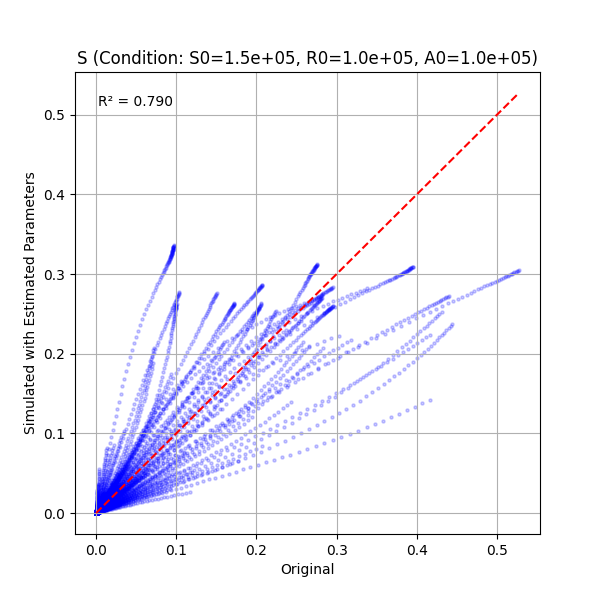 S (Condition: S0=1.5e+05, R0=1.0e+05, A0=1.0e+05)
R² = 0.790
Simulated with Estimated Parameters
0.5
0.4
0.3
0.2
0.1
0.0
0.0 0.1 0.2 0.3 0.4 0.5
Original